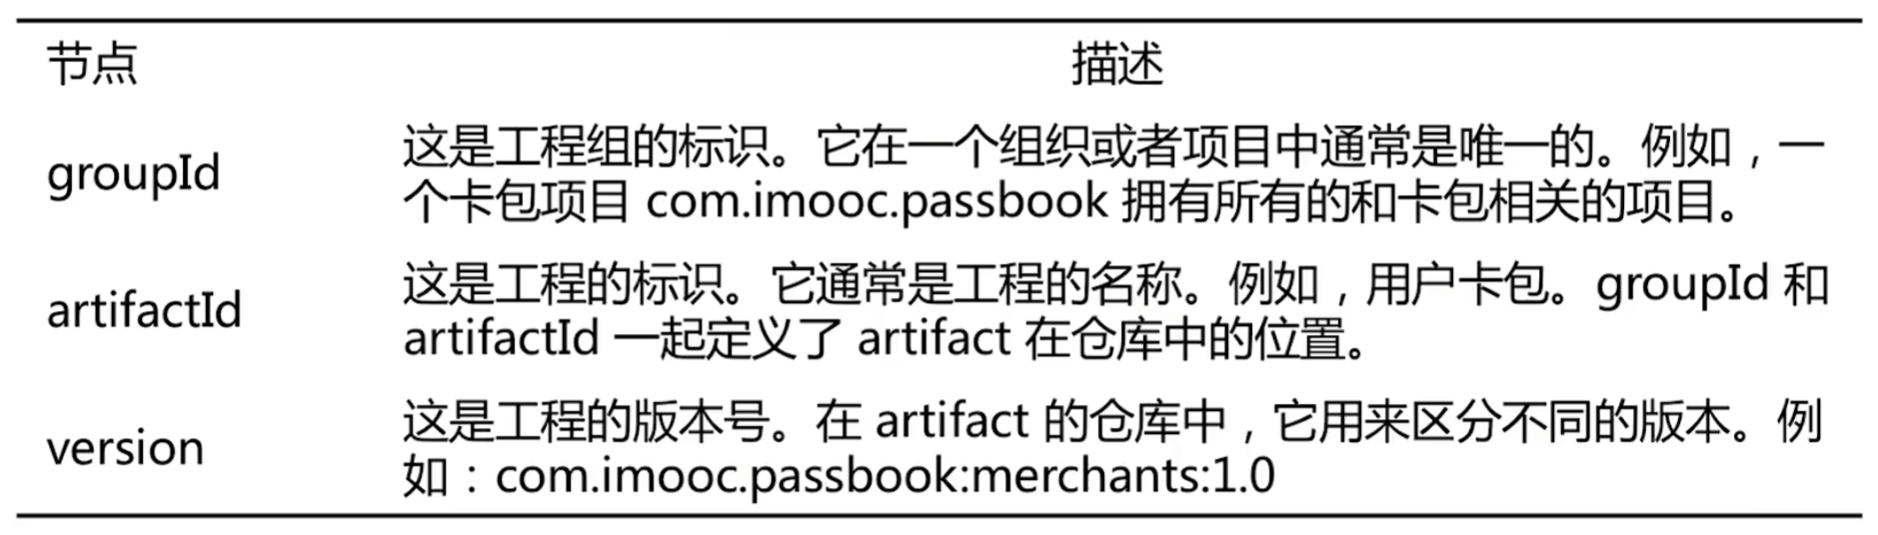 节点 描述
groupId
这是工程组的标识。它在一个组织或者项目中通常是唯一的。例如，一
个卡包项目 com.imooc.passbook 拥有所有的和卡包相关的项目。
artifactId
这是工程的标识。它通常是工程的名称。例如，用户卡包。groupId 和
artifactId 一起定义了 artifact 在仓库中的位置。
version
这是工程的版本号。在 artifact 的仓库中，它用来区分不同的版本。例
如：com.imooc.passbook:merchants:1.0